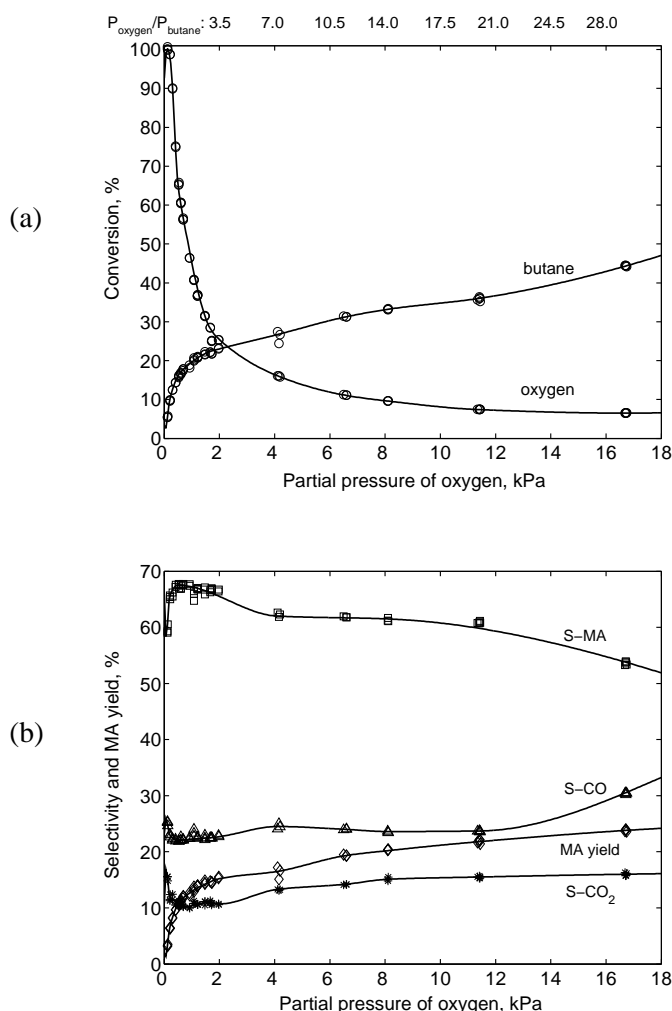 P_oxygen/P_butane: 3.5 7.0 10.5 14.0 17.5 21.0 24.5 28.0
100
90
80
70
60
50
40
30
20
10
0
Conversion, %
(a)
butane
oxygen
0 2 4 6 8 10 12 14 16 18
Partial pressure of oxygen, kPa
70
60
50
40
30
20
10
0
Selectivity and MA yield, %
(b)
S−MA
S−CO
MA yield
S−CO₂
0 2 4 6 8 10 12 14 16 18
Partial pressure of oxygen, kPa